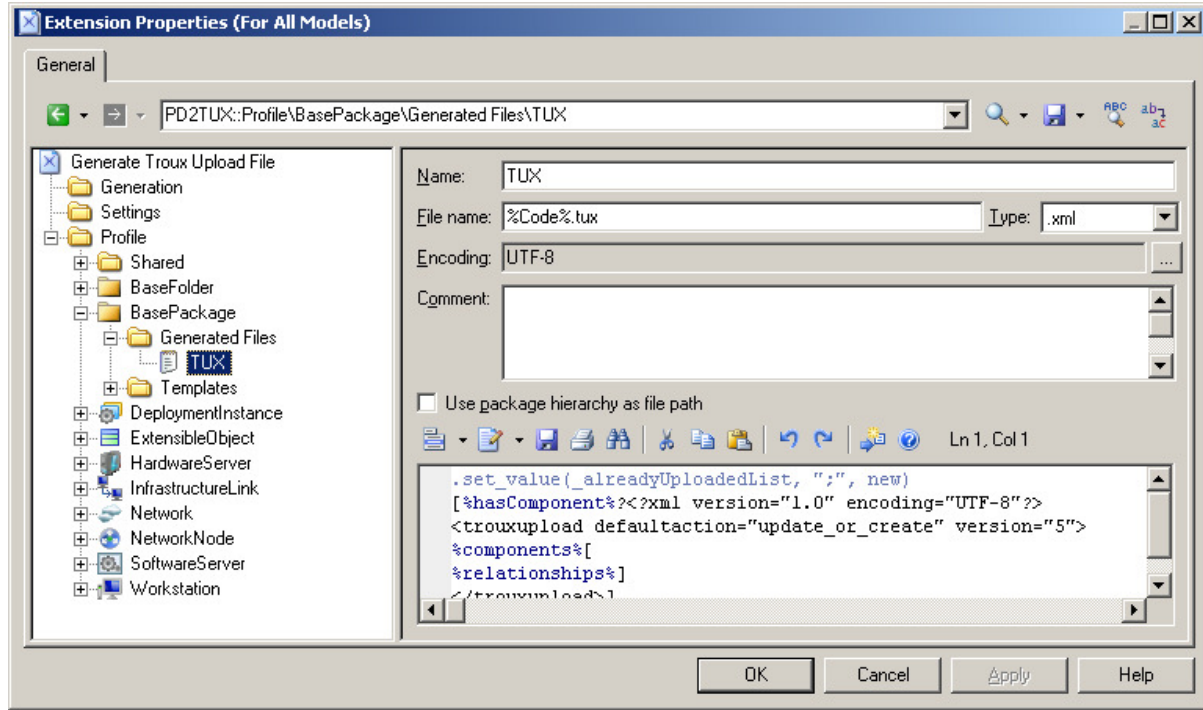 Extension Properties (For All Models)
General
PD2TUX::Profile\BasePackage\Generated Files\TUX
ABC
ab
ac
Generate Troux Upload File
Generation
Settings
Profile
Shared
BaseFolder
BasePackage
Generated Files
TUX
Templates
DeploymentInstance
ExtensibleObject
HardwareServer
InfrastructureLink
Network
NetworkNode
SoftwareServer
Workstation
Name: TUX
File name: %Code%.tux Type: .xml
Encoding: UTF-8 ...
Comment:
Use package hierarchy as file path
Ln 1, Col 1
.set_value(_alreadyUploadedList, ";", new)
[%hasComponent%?<?xml version="1.0" encoding="UTF-8"?>
<trouxupload defaultaction="update_or_create" version="5">
%components%[
%relationships%]
</trouxupload>]
OK Cancel Apply Help